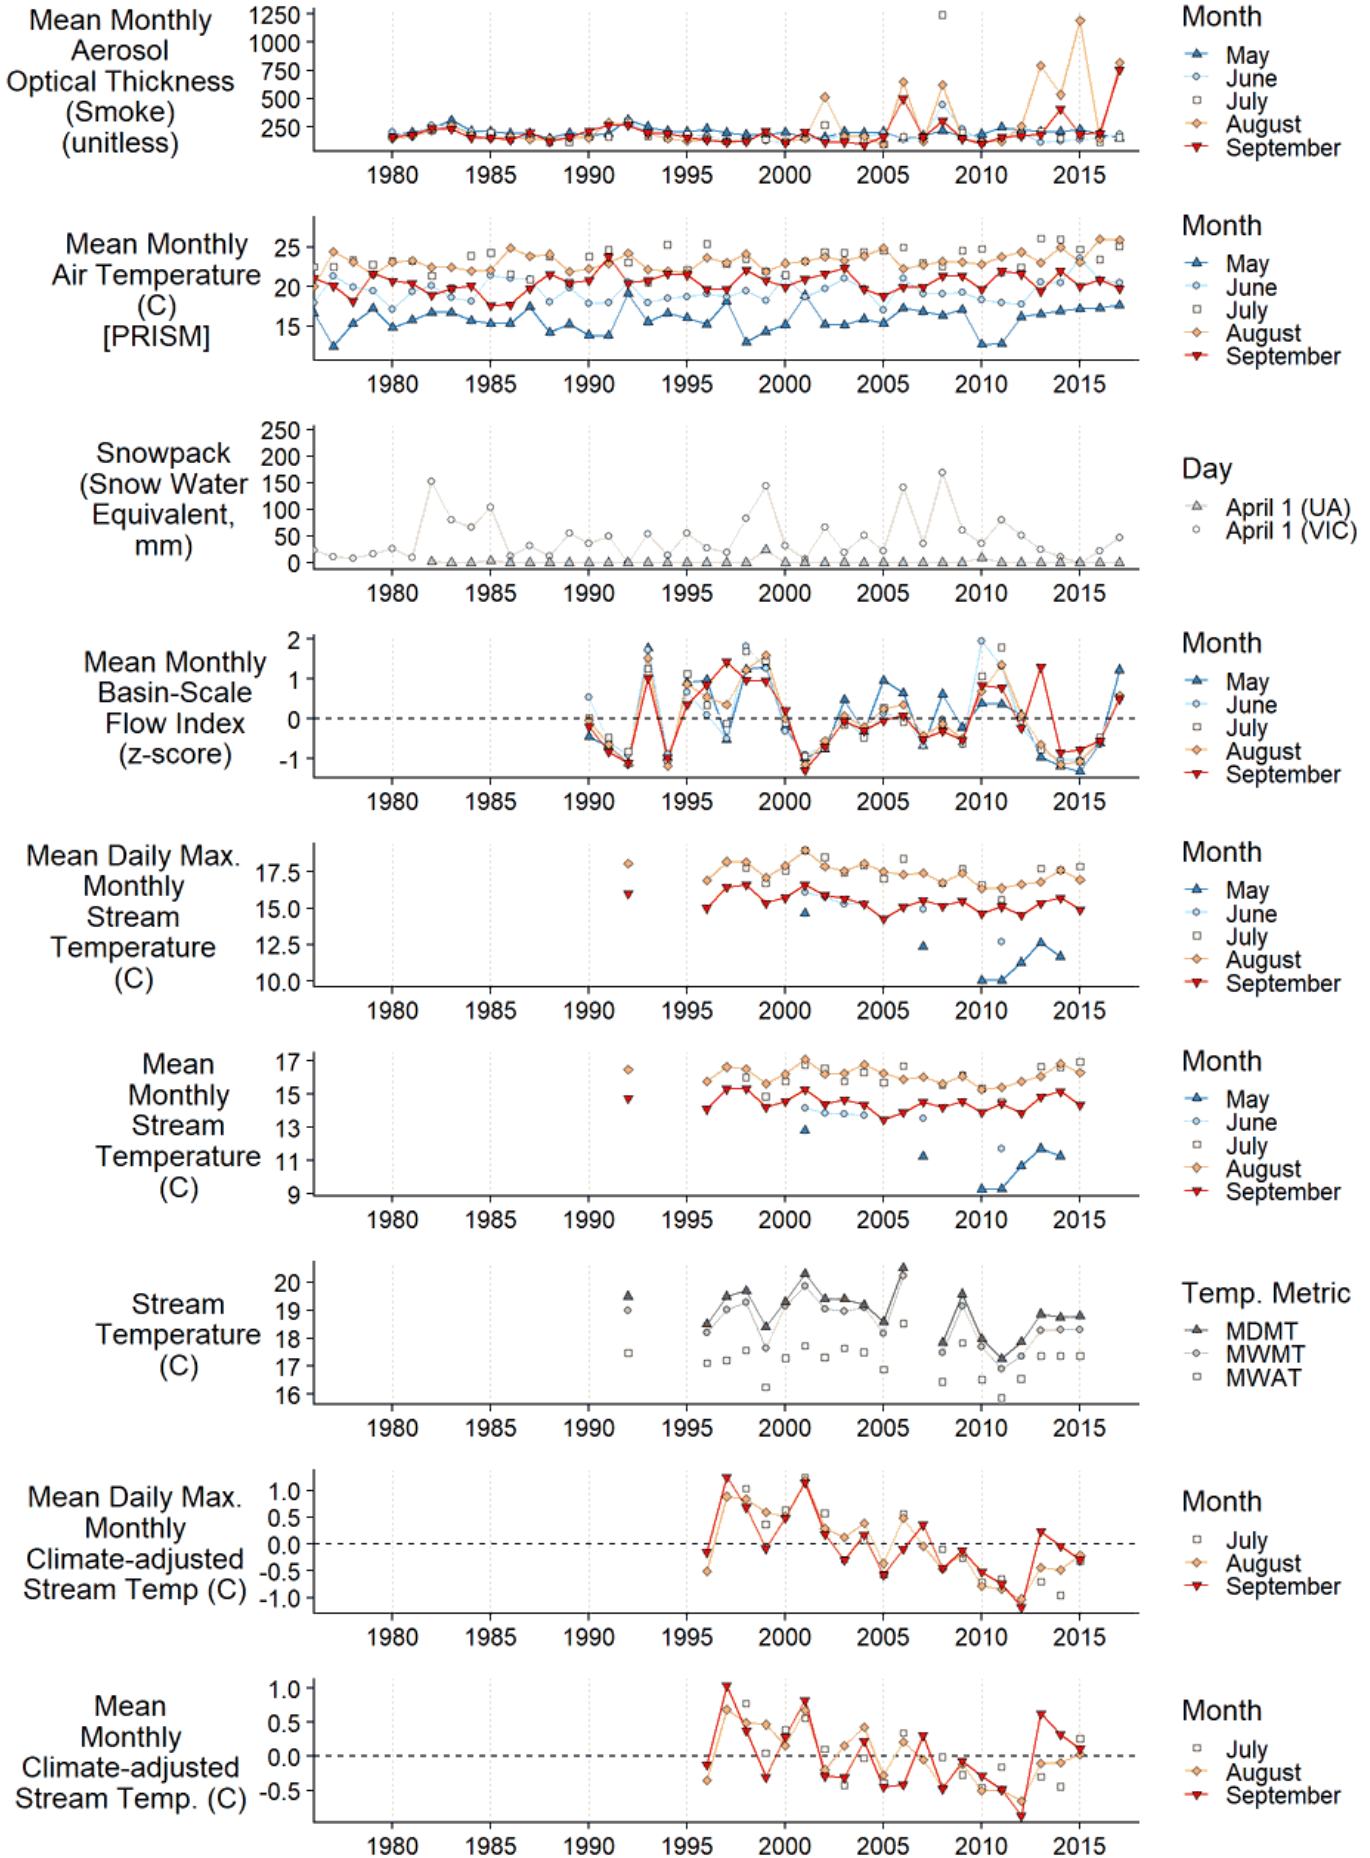 Mean Monthly
Aerosol
Optical Thickness
(Smoke)
(unitless)
1250
1000
750
500
250
1980 1985 1990 1995 2000 2005 2010 2015
Month
May
June
July
August
September
Mean Monthly
Air Temperature
(C)
[PRISM]
25
20
15
1980 1985 1990 1995 2000 2005 2010 2015
Month
May
June
July
August
September
Snowpack
(Snow Water
Equivalent,
mm)
250
200
150
100
50
0
1980 1985 1990 1995 2000 2005 2010 2015
Day
April 1 (UA)
April 1 (VIC)
Mean Monthly
Basin-Scale
Flow Index
(z-score)
2
1
0
-1
1980 1985 1990 1995 2000 2005 2010 2015
Month
May
June
July
August
September
Mean Daily Max.
Monthly
Stream
Temperature
(C)
17.5
15.0
12.5
10.0
1980 1985 1990 1995 2000 2005 2010 2015
Month
May
June
July
August
September
Mean
Monthly
Stream
Temperature
(C)
17
15
13
11
9
1980 1985 1990 1995 2000 2005 2010 2015
Month
May
June
July
August
September
Stream
Temperature
(C)
20
19
18
17
16
1980 1985 1990 1995 2000 2005 2010 2015
Temp. Metric
MDMT
MWMT
MWAT
Mean Daily Max.
Monthly
Climate-adjusted
Stream Temp (C)
1.0
0.5
0.0
-0.5
-1.0
1980 1985 1990 1995 2000 2005 2010 2015
Month
July
August
September
Mean
Monthly
Climate-adjusted
Stream Temp. (C)
1.0
0.5
0.0
-0.5
1980 1985 1990 1995 2000 2005 2010 2015
Month
July
August
September